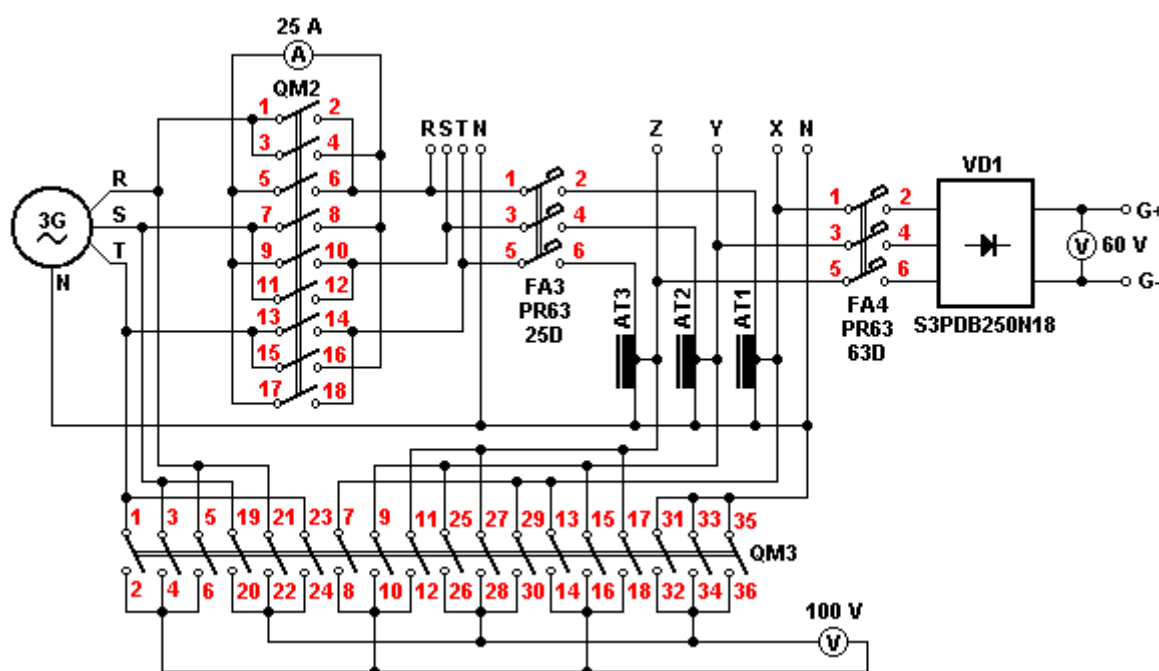 25 A
A
QM2
1 2
3 4
5 6
7 8
9 10
11 12
13 14
15 16
17 18
3G
R
S
T
N
R S T N
1 2
3 4
5 6
FA3
PR63
25D
Z Y X N
AT3 AT2 AT1
1 2
3 4
5 6
FA4
PR63
63D
VD1
S3PDB250N18
G+
V 60 V
G-
1 3 5 19 21 23 7 9 11 25 27 29 13 15 17 31 33 35
QM3
2 4 6 20 22 24 8 10 12 26 28 30 14 16 18 32 34 36
100 V
V